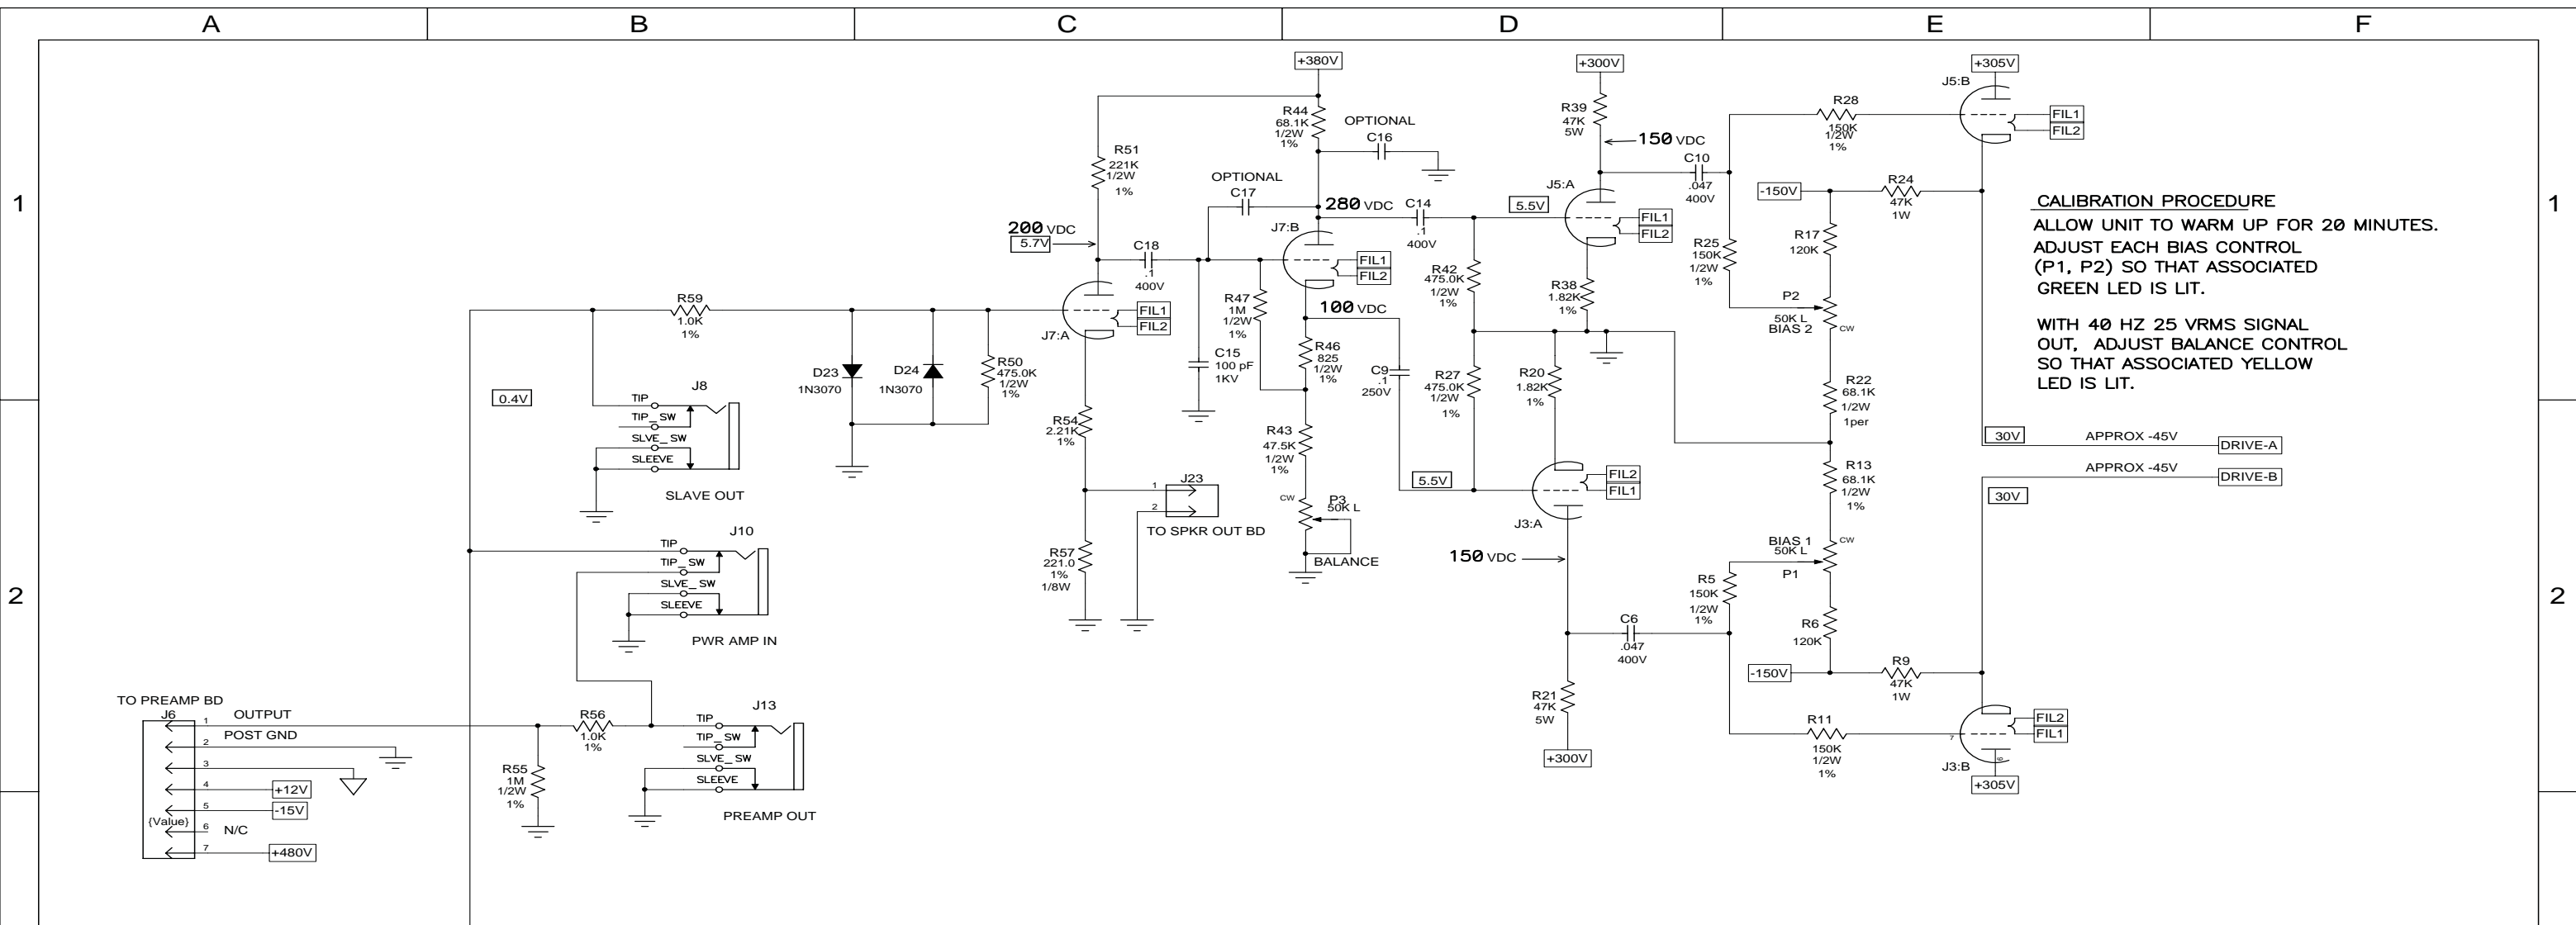 A B C D E F
1
1
2
2
+380V
+300V
+305V
J5:B
R44
68.1K
1/2W
1%
OPTIONAL
C16
R39
47K
5W
150 VDC
R28
150K
1/2W
1%
FIL1
FIL2
R51
221K
1/2W
1%
OPTIONAL
C17
C10
.047
400V
-150V
R24
47K
1W
J5:A
5.5V
FIL1
FIL2
200 VDC
5.7V
C18
.1
400V
J7:B
280 VDC
C14
.1
400V
FIL1
FIL2
R25
150K
1/2W
1%
R17
120K
CALIBRATION PROCEDURE
ALLOW UNIT TO WARM UP FOR 20 MINUTES.
ADJUST EACH BIAS CONTROL
(P1, P2) SO THAT ASSOCIATED
GREEN LED IS LIT.
WITH 40 HZ 25 VRMS SIGNAL
OUT, ADJUST BALANCE CONTROL
SO THAT ASSOCIATED YELLOW
LED IS LIT.
R59
1.0K
1%
J7:A
FIL1
FIL2
R47
1M
1/2W
1%
100 VDC
R42
475.0K
1/2W
1%
R38
1.82K
1%
P2
50K L
BIAS 2
CW
D23
1N3070
D24
1N3070
R50
475.0K
1/2W
1%
C15
100 pF
1KV
R46
825
1/2W
1%
C9
.1
250V
R27
475.0K
1/2W
1%
R20
1.82K
1%
R22
68.1K
1/2W
1per
0.4V
J8
TIP
TIP_SW
SLVE_SW
SLEEVE
SLAVE OUT
R54
2.21K
1%
R43
47.5K
1/2W
1%
30V
APPROX -45V
DRIVE-A
APPROX -45V
DRIVE-B
30V
R13
68.1K
1/2W
1%
J23
1
2
TO SPKR OUT BD
CW
P3
50K L
BALANCE
5.5V
FIL2
FIL1
J3:A
150 VDC
J10
TIP
TIP_SW
SLVE_SW
SLEEVE
PWR AMP IN
R57
221.0
1%
1/8W
BIAS 1
50K L
P1
CW
R5
150K
1/2W
1%
R6
120K
C6
.047
400V
-150V
R9
47K
1W
R21
47K
5W
+300V
R11
150K
1/2W
1%
7
6
J3:B
FIL2
FIL1
+305V
TO PREAMP BD
J6
1 OUTPUT
2 POST GND
3
4 +12V
5 -15V
{Value}
6 N/C
7 +480V
R56
1.0K
1%
R55
1M
1/2W
1%
J13
TIP
TIP_SW
SLVE_SW
SLEEVE
PREAMP OUT